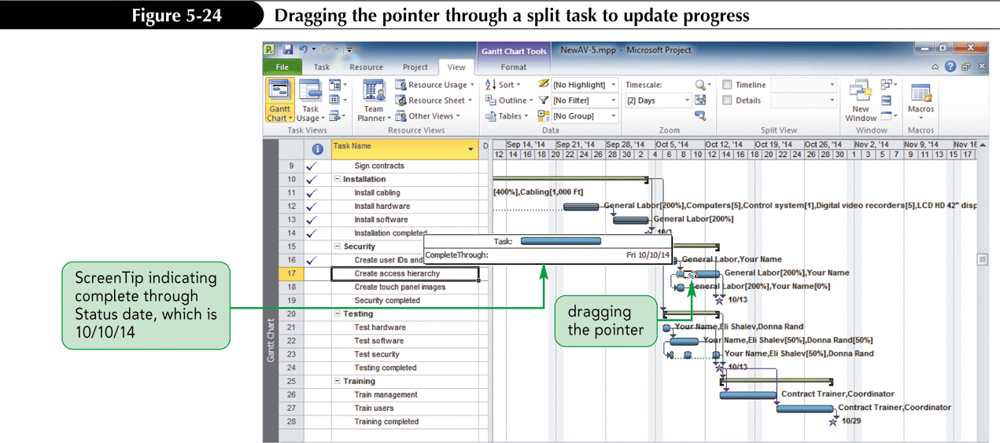 Figure 5-24 Dragging the pointer through a split task to update progress
Gantt Chart Tools NewAV-5.mpp - Microsoft Project
File Task Resource Project View Format
Gantt Chart
Task Usage
Team Planner
Resource Usage
Resource Sheet
Other Views
Sort
Outline
Tables
[No Highlight]
[No Filter]
[No Group]
Timescale:
[2] Days
Timeline
Details
New Window
Macros
Task Views Resource Views Data Zoom Split View Window Macros
Task Name D Sep 14, '14 Sep 21, '14 Sep 28, '14 Oct 5, '14 Oct 12, '14 Oct 19, '14 Oct 26, '14 Nov 2, '14 Nov 9, '14 Nov 16
12 14 16 18 20 22 24 26 28 30 2 4 6 8 10 12 14 16 18 20 22 24 26 28 30 1 3 5 7 9 11 13 15 17
9 Sign contracts
10 Installation
11 Install cabling [400%],Cabling[1,000 Ft]
12 Install hardware General Labor[200%],Computers[5],Control system[1],Digital video recorders[5],LCD HD 42" disp
13 Install software General Labor[200%]
14 Installation completed 10/3
Task:
15 Security
CompleteThrough: Fri 10/10/14
16 Create user IDs and General Labor,Your Name
17 Create access hierarchy General Labor[200%],Your Name
18 Create touch panel images General Labor[200%],Your Name[0%]
19 Security completed 10/13
20 Testing
21 Test hardware Your Name,Eli Shalev,Donna Rand
22 Test software Your Name,Eli Shalev[50%],Donna Rand[50%]
23 Test security Your Name,Eli Shalev[50%],Donna Rand
24 Testing completed 10/13
25 Training
26 Train management Contract Trainer,Coordinator
27 Train users Contract Trainer,Coordinator
28 Training completed 10/29
Gantt Chart
ScreenTip indicating
complete through
Status date, which is
10/10/14
dragging
the pointer